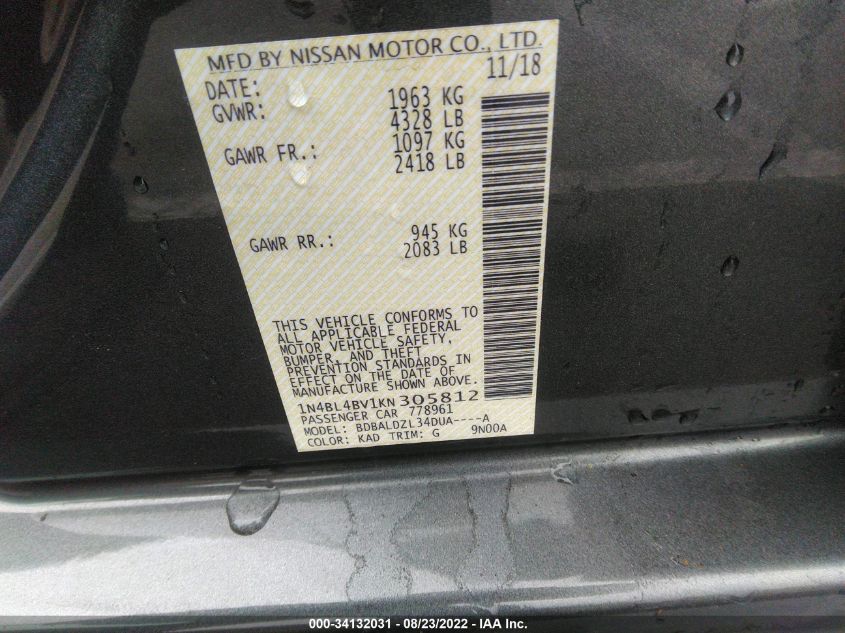 MFD BY NISSAN MOTOR CO., LTD.
DATE: 11/18
GVWR: 1963 KG
4328 LB
GAWR FR.: 1097 KG
2418 LB
GAWR RR.: 945 KG
2083 LB
THIS VEHICLE CONFORMS TO
ALL APPLICABLE FEDERAL
MOTOR VEHICLE SAFETY,
BUMPER, AND THEFT
PREVENTION STANDARDS IN
EFFECT ON THE DATE OF
MANUFACTURE SHOWN ABOVE.
1N4BL4BV1KN305812
PASSENGER CAR 778961
MODEL: BDBALDZL34DUA----A
COLOR: KAD TRIM: G 9N00A
000-34132031 - 08/23/2022 - IAA Inc.